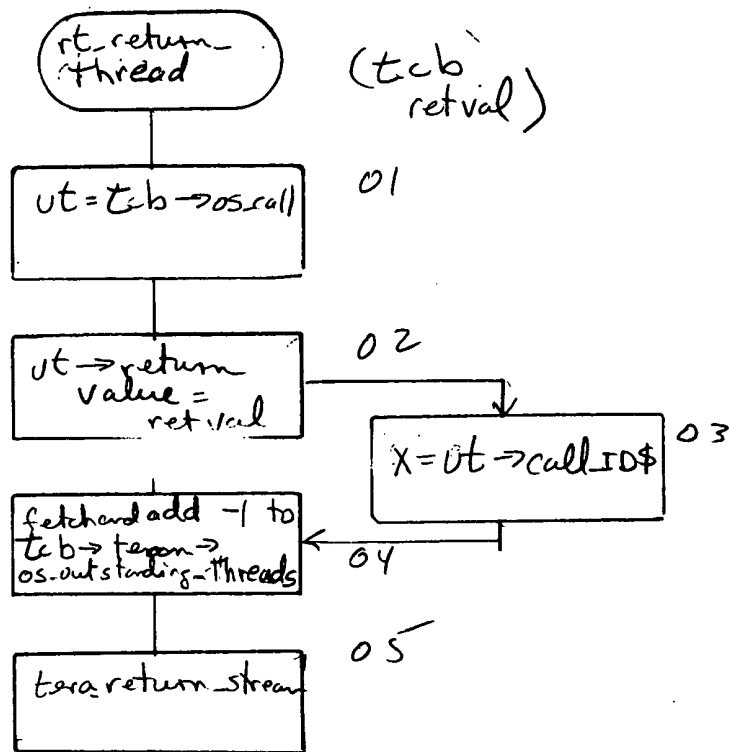 rt_return_
thread
(tcb
retval)
ut = tcb → os_call
01
ut → return
value =
retval
02
X = ut → call_ID$
03
fetch and add -1 to
tcb → →
os_outstanding_threads
04
tera_return_stream
05